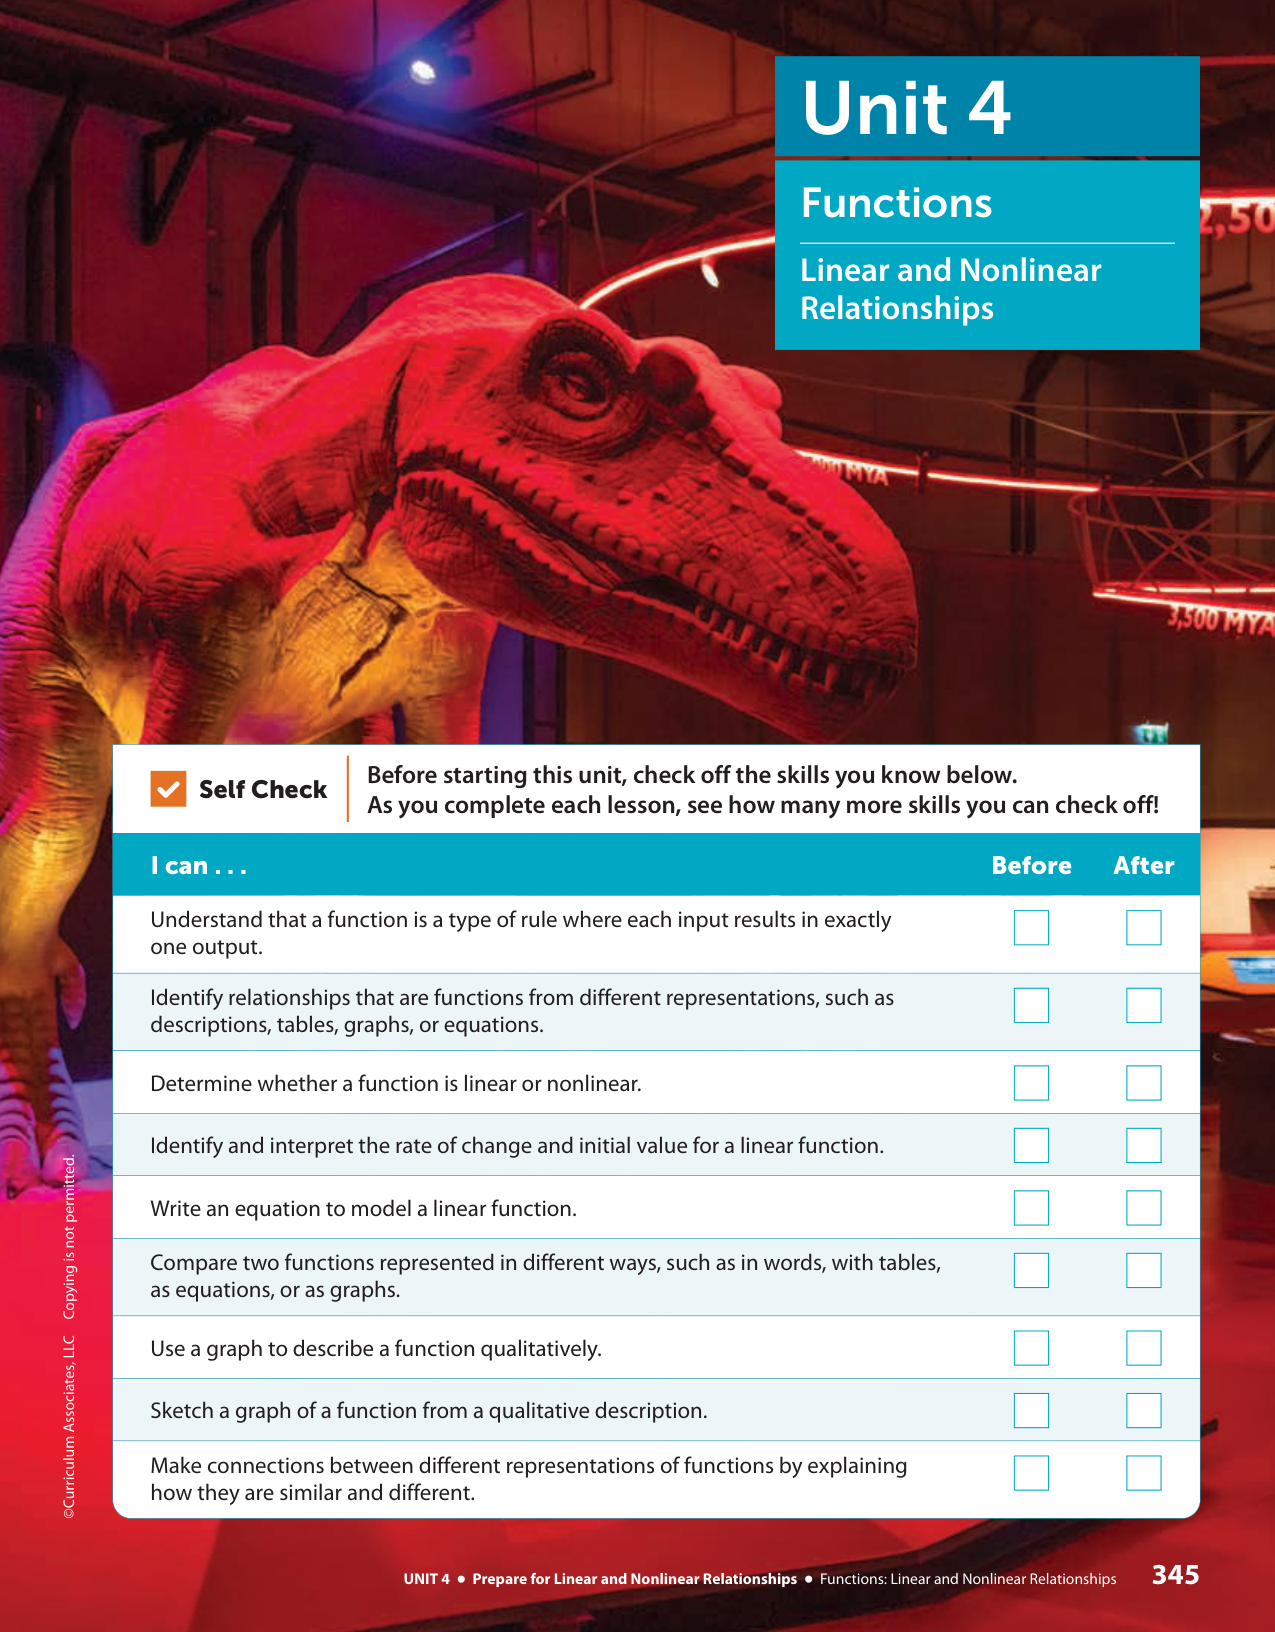 Unit 4
Functions
Linear and Nonlinear
Relationships
2,50
MYA
3,500 MYA
Self Check
Before starting this unit, check off the skills you know below.
As you complete each lesson, see how many more skills you can check off!
I can . . .
Before
After
Understand that a function is a type of rule where each input results in exactly
one output.
Identify relationships that are functions from different representations, such as
descriptions, tables, graphs, or equations.
Determine whether a function is linear or nonlinear.
Identify and interpret the rate of change and initial value for a linear function.
Write an equation to model a linear function.
Compare two functions represented in different ways, such as in words, with tables,
as equations, or as graphs.
Use a graph to describe a function qualitatively.
Sketch a graph of a function from a qualitative description.
Make connections between different representations of functions by explaining
how they are similar and different.
©Curriculum Associates, LLC Copying is not permitted.
UNIT 4 • Prepare for Linear and Nonlinear Relationships • Functions: Linear and Nonlinear Relationships 345